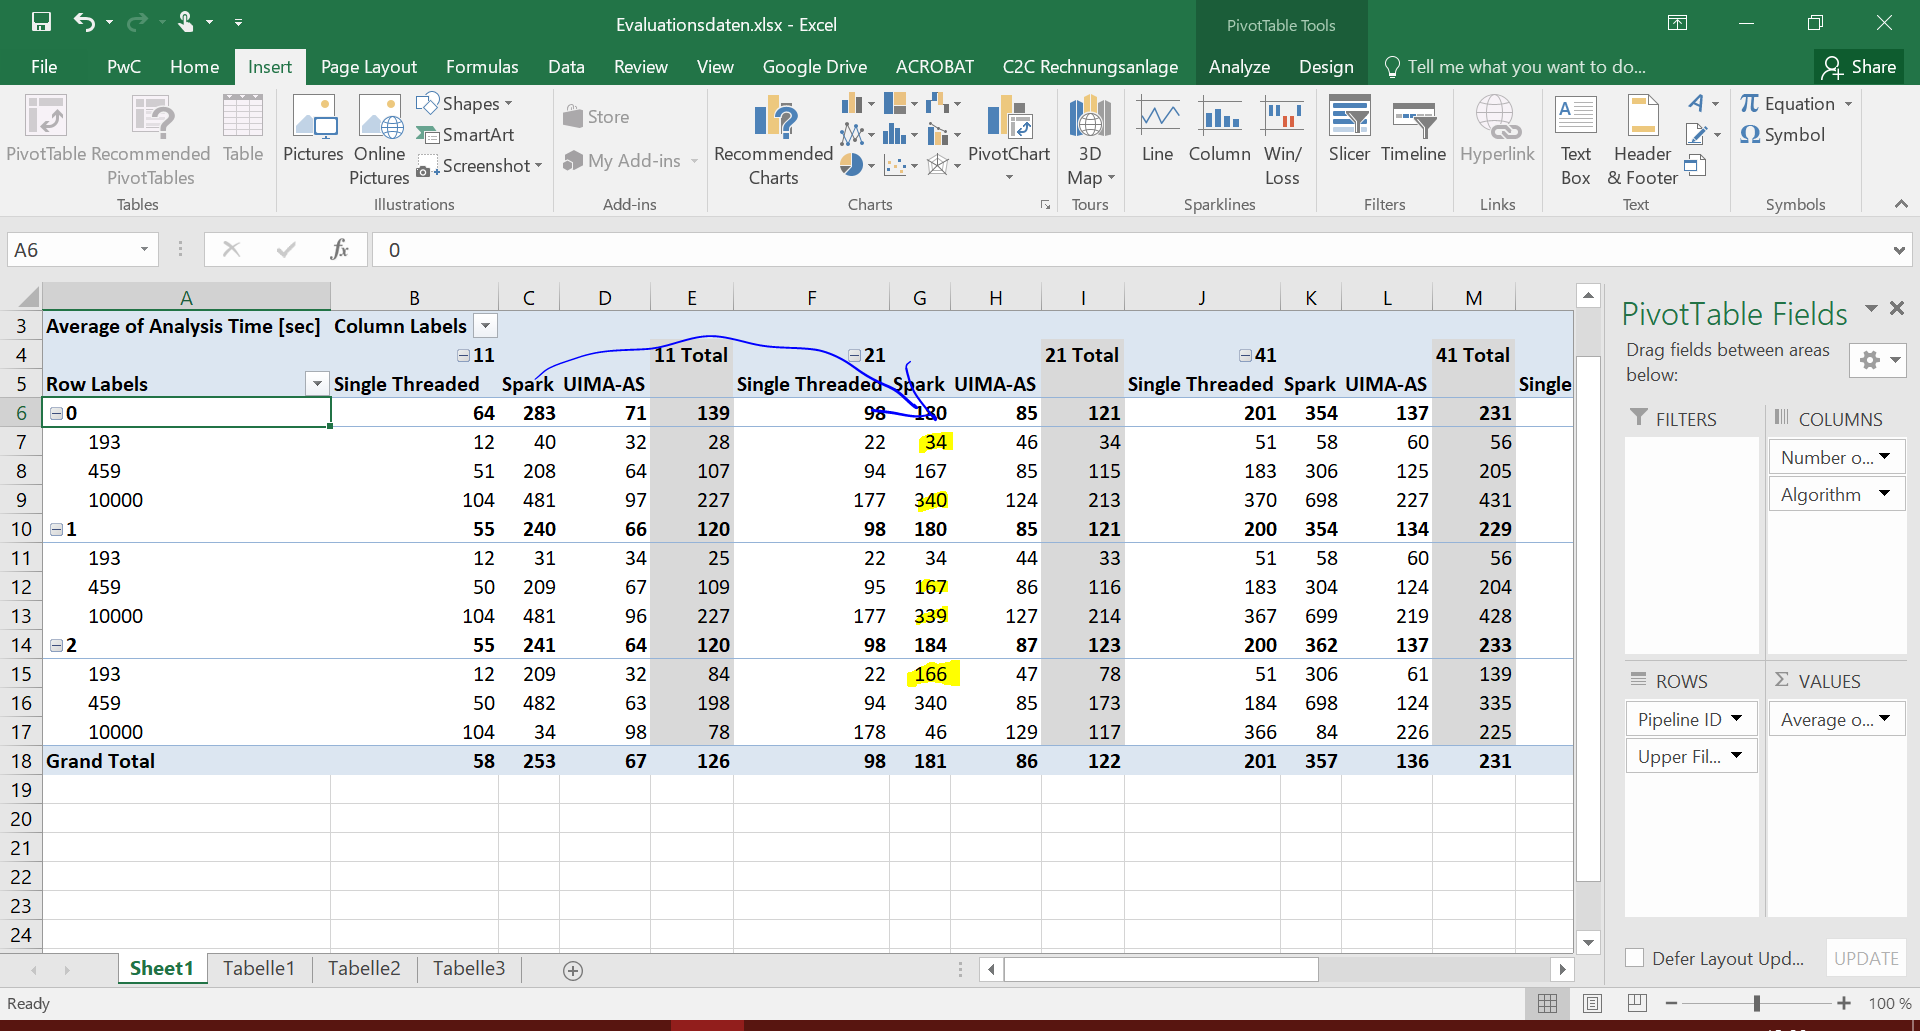 Evaluationsdaten.xlsx - Excel
PivotTable Tools
File PwC Home Insert Page Layout Formulas Data Review View Google Drive ACROBAT C2C Rechnungsanlage Analyze Design Tell me what you want to do... Share
PivotTable
Recommended PivotTables
Table
Tables
Pictures
Online Pictures
Shapes
SmartArt
Screenshot
Illustrations
Store
My Add-ins
Add-ins
Recommended Charts
PivotChart
Charts
3D Map
Tours
Line
Column
Win/ Loss
Sparklines
Slicer
Timeline
Filters
Hyperlink
Links
Text Box
Header & Footer
Text
Equation
Symbol
Symbols
A6 fx 0
A B C D E F G H I J K L M
3 Average of Analysis Time [sec] Column Labels
4 11 11 Total 21 21 Total 41 41 Total
5 Row Labels Single Threaded Spark UIMA-AS Single Threaded Spark UIMA-AS Single Threaded Spark UIMA-AS Single
6 0 64 283 71 139 98 180 85 121 201 354 137 231
7 193 12 40 32 28 22 34 46 34 51 58 60 56
8 459 51 208 64 107 94 167 85 115 183 306 125 205
9 10000 104 481 97 227 177 340 124 213 370 698 227 431
10 1 55 240 66 120 98 180 85 121 200 354 134 229
11 193 12 31 34 25 22 34 44 33 51 58 60 56
12 459 50 209 67 109 95 167 86 116 183 304 124 204
13 10000 104 481 96 227 177 339 127 214 367 699 219 428
14 2 55 241 64 120 98 184 87 123 200 362 137 233
15 193 12 209 32 84 22 166 47 78 51 306 61 139
16 459 50 482 63 198 94 340 85 173 184 698 124 335
17 10000 104 34 98 78 178 46 129 117 366 84 226 225
18 Grand Total 58 253 67 126 98 181 86 122 201 357 136 231
19
20
21
22
23
24
PivotTable Fields
Drag fields between areas below:
FILTERS
COLUMNS
Number o...
Algorithm
ROWS
Pipeline ID
Upper Fil...
VALUES
Average o...
Defer Layout Upd... UPDATE
Sheet1 Tabelle1 Tabelle2 Tabelle3
Ready 100 %